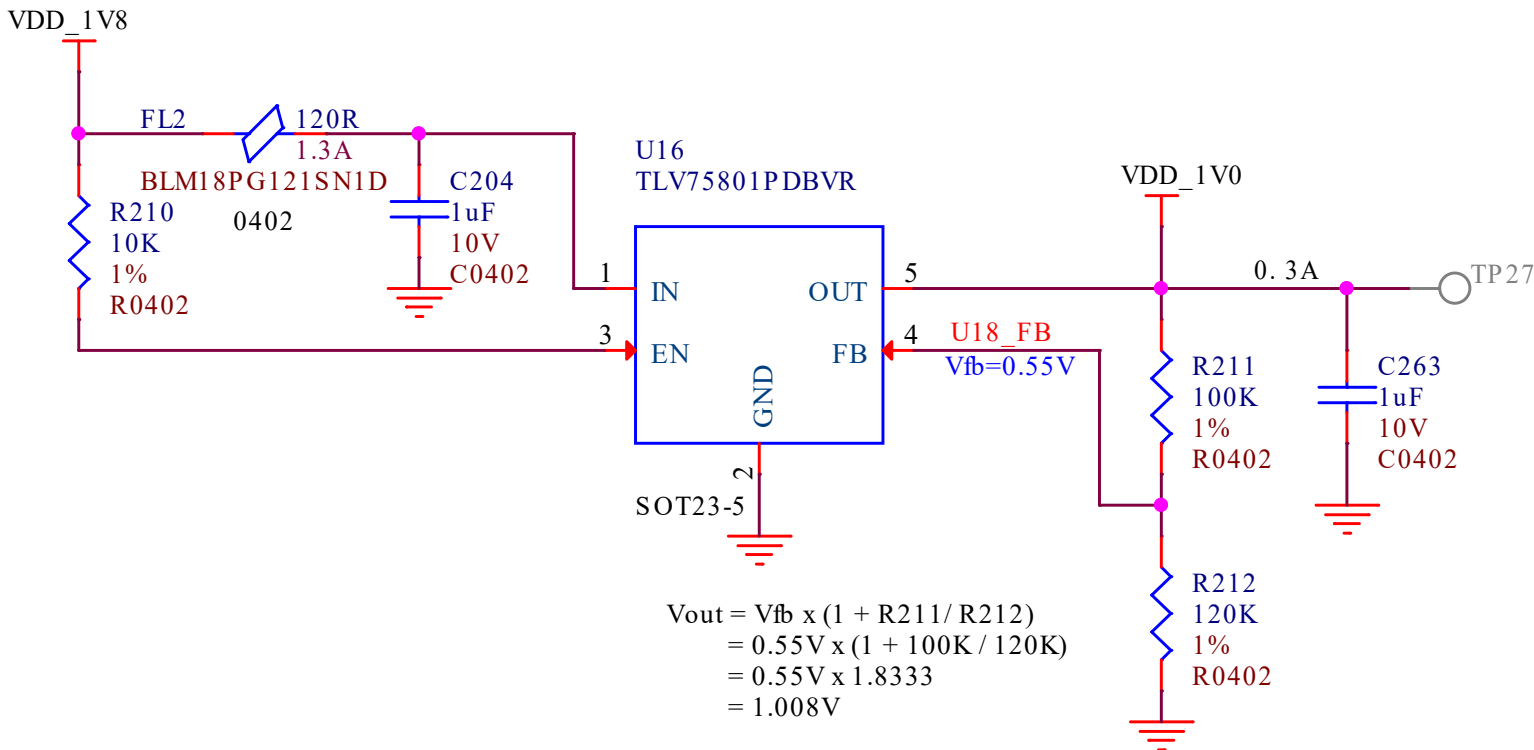 VDD_1V8
FL2
120R
1.3A
BLM18PG121SN1D
0402
R210
10K
1%
R0402
C204
1uF
10V
C0402
U16
TLV75801PDBVR
1
IN
3
EN
GND
2
OUT
5
FB
4
SOT23-5
U18_FB
Vfb=0.55V
VDD_1V0
0.3A
TP27
R211
100K
1%
R0402
C263
1uF
10V
C0402
R212
120K
1%
R0402
Vout = Vfb x (1 + R211/ R212)
= 0.55V x (1 + 100K / 120K)
= 0.55V x 1.8333
= 1.008V